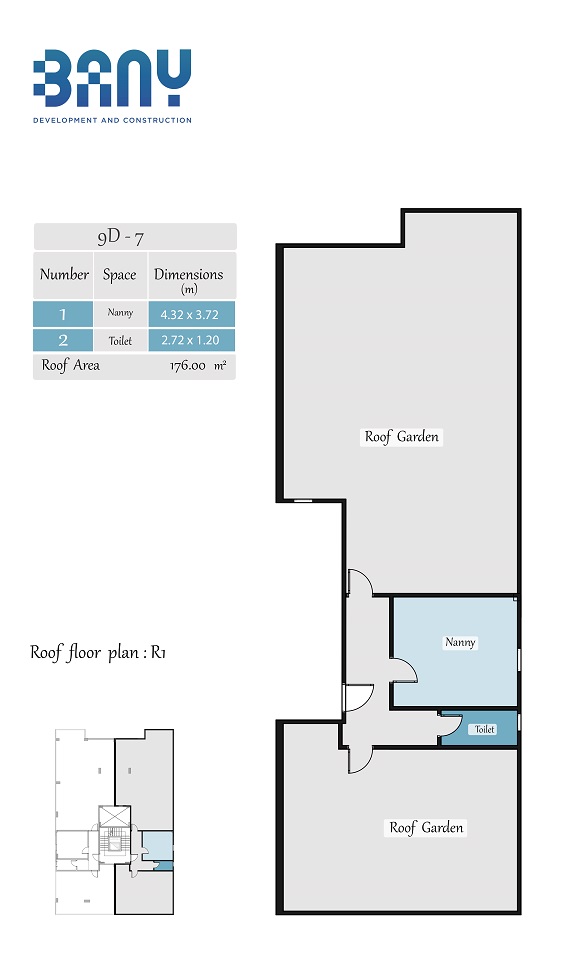 BANY
DEVELOPMENT AND CONSTRUCTION
9D - 7
Number Space Dimensions (m)
1 Nanny 4.32 x 3.72
2 Toilet 2.72 x 1.20
Roof Area 176.00 m²
Roof Garden
Nanny
Toilet
Roof Garden
Roof floor plan : R1